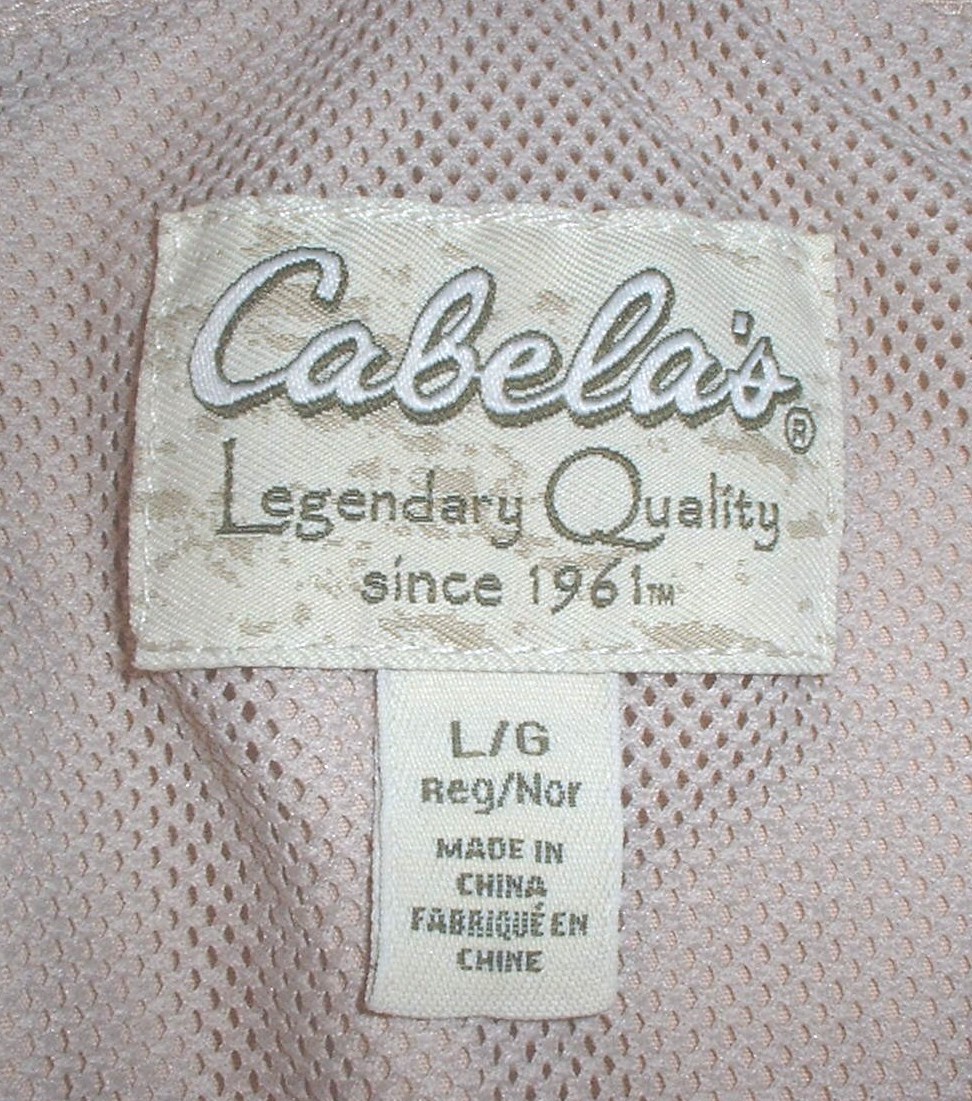 Cabela's®
Legendary Quality
since 1961™
L/G
Reg/Nor
MADE IN
CHINA
FABRIQUÉ EN
CHINE